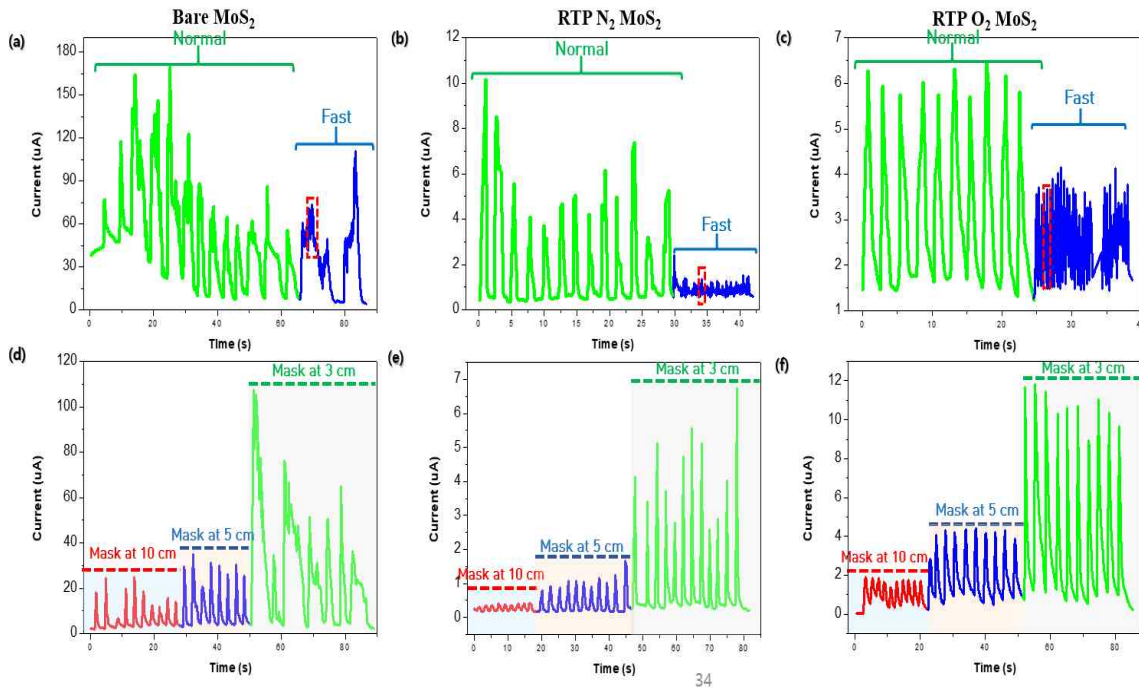 Bare MoS2
RTP N2 MoS2
RTP O2 MoS2
(a)
180
150
120
90
60
30
0
Current (uA)
Normal
Fast
0 20 40 60 80
TIme (s)
(b)
12
10
8
6
4
2
0
Current (uA)
Normal
Fast
0 5 10 15 20 25 30 35 40
Time (s)
(c)
7
6
5
4
3
2
1
Current (uA)
Normal
Fast
0 10 20 30 40
Time (s)
(d)
120
100
80
60
40
20
0
Current (uA)
Mask at 10 cm
Mask at 5 cm
Mask at 3 cm
0 20 40 60 80
Time (s)
(e)
7
6
5
4
3
2
1
0
Current (uA)
Mask at 10 cm
Mask at 5 cm
Mask at 3 cm
0 10 20 30 40 50 60 70 80
Time (s)
(f)
12
10
8
6
4
2
0
Current (uA)
Mask at 10 cm
Mask at 5 cm
Mask at 3 cm
0 20 40 60 80
Time (s)
34